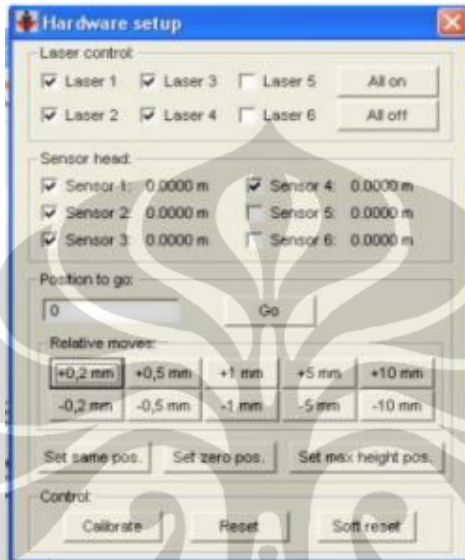 Hardware setup
Laser control:
Laser 1 Laser 3 Laser 5 All on
Laser 2 Laser 4 Laser 6 All off
Sensor head:
Sensor 1: 0.0000 m Sensor 4: 0.0000 m
Sensor 2: 0.0000 m Sensor 5: 0.0000 m
Sensor 3: 0.0000 m Sensor 6: 0.0000 m
Position to go:
0 Go
Relative moves:
+0,2 mm +0,5 mm +1 mm +5 mm +10 mm
-0,2 mm -0,5 mm -1 mm -5 mm -10 mm
Set same pos. Set zero pos. Set max height pos.
Control:
Calibrate Reset Soft reset